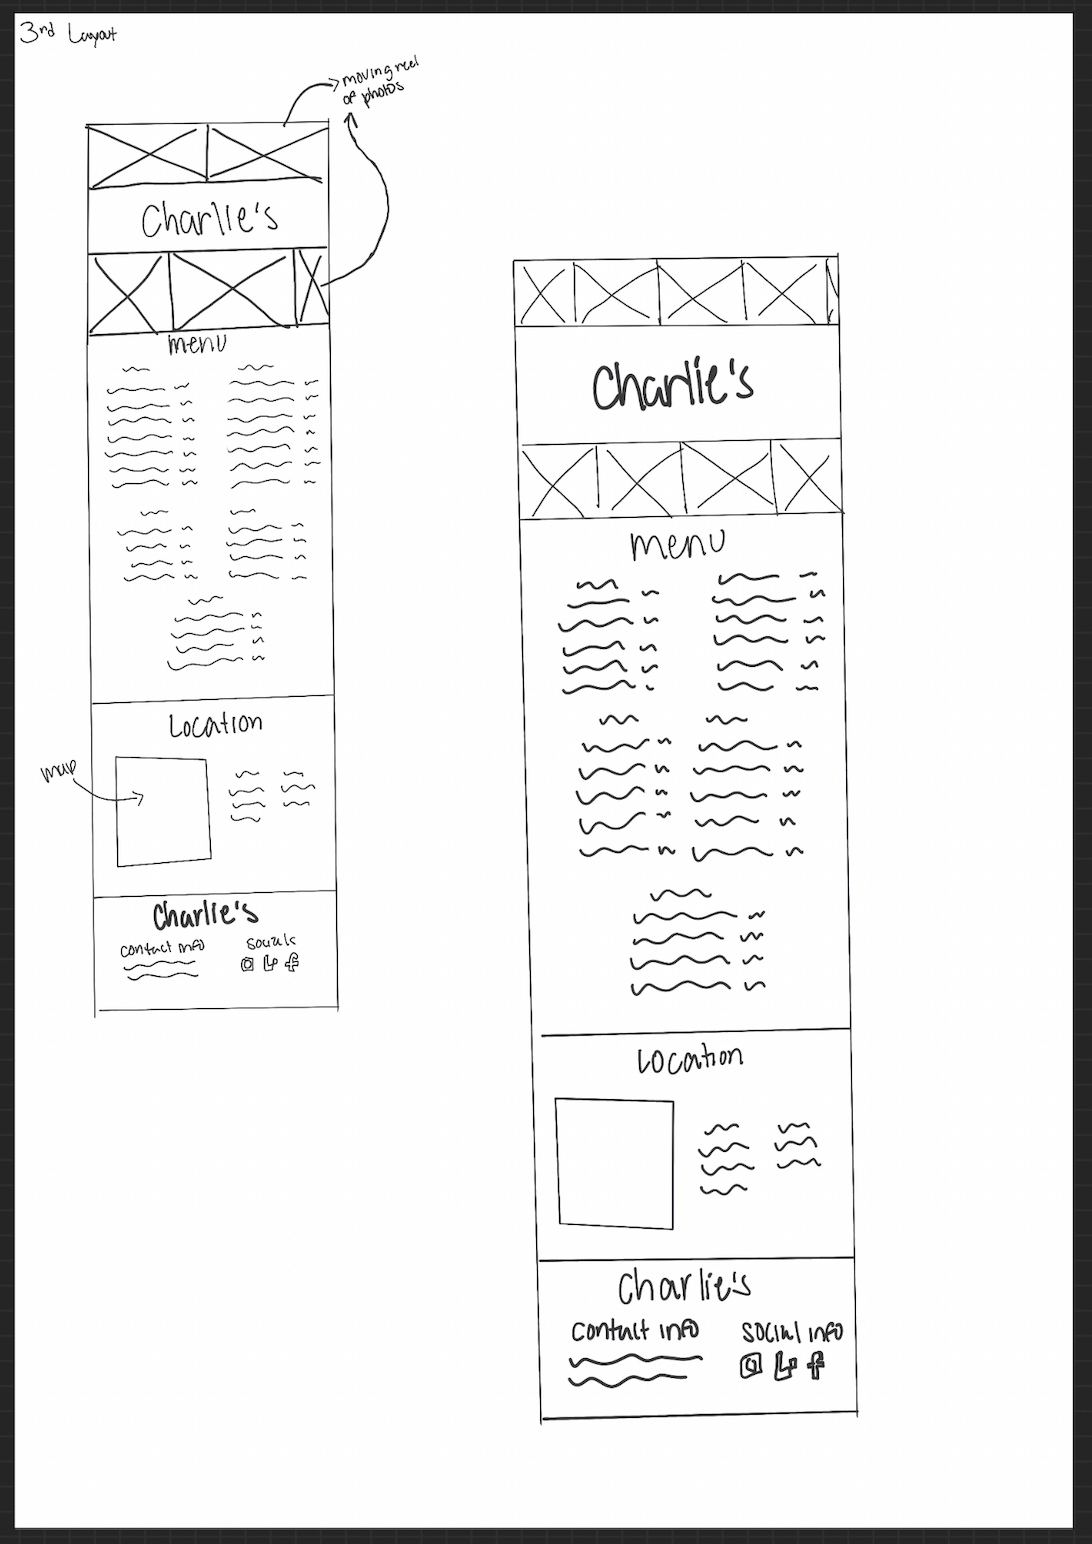 3rd Layout
moving reel
of photos
Charlie's
menu
Location
map
Charlie's
contact info
socials
Charlie's
menu
Location
Charlie's
contact info
social info